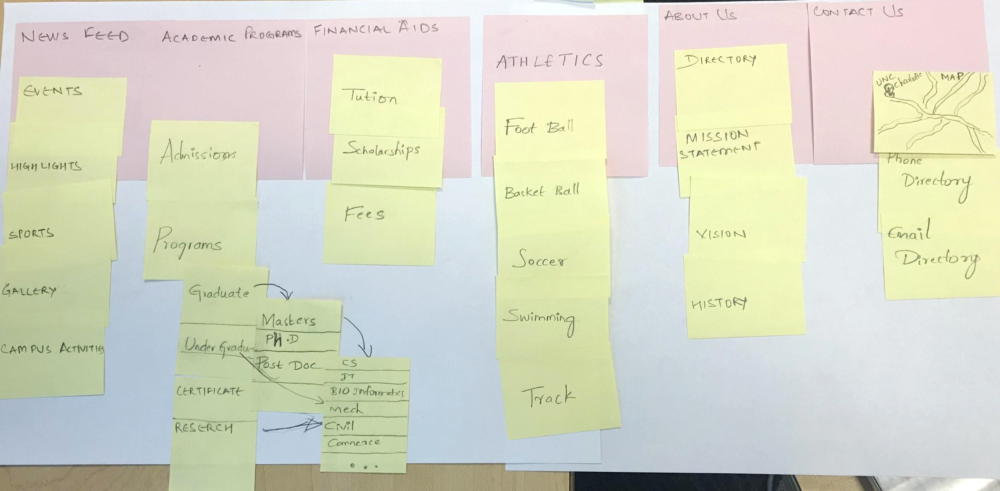 NEWS FEED
EVENTS
HIGHLIGHTS
SPORTS
GALLERY
CAMPUS ACTIVITIES
ACADEMIC PROGRAMS
Admissions
Programs
Graduate
Under Gradua
CERTIFICATE
RESERCH
Masters
PH.D
Post Doc
CS
IT
BIO Informatics
Mech
Civil
Commerce
...
FINANCIAL AIDS
Tution
Scholarships
Fees
ATHLETICS
Foot Ball
Basket Ball
Soccer
Swimming
Track
ABOUT US
DIRECTORY
MISSION
STATEMENT
VISION
HISTORY
CONTACT US
UNC
Charlotte
MAP
Phone
Directory
Email
Directory